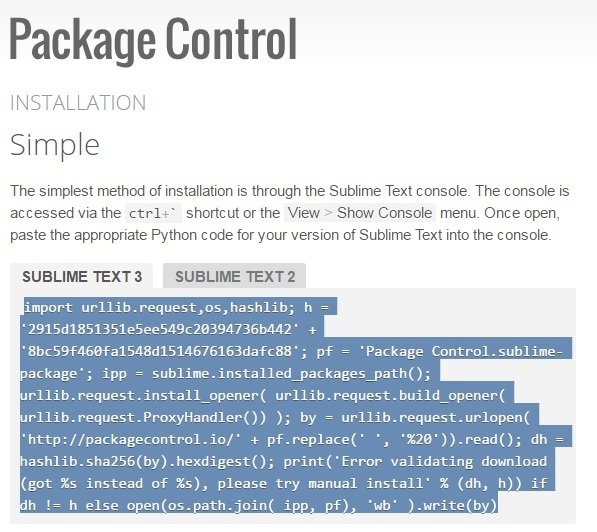 Package Control
INSTALLATION
Simple
The simplest method of installation is through the Sublime Text console. The console is
accessed via the ctrl+` shortcut or the View > Show Console menu. Once open,
paste the appropriate Python code for your version of Sublime Text into the console.
SUBLIME TEXT 3 SUBLIME TEXT 2
import urllib.request,os,hashlib; h =
'2915d1851351e5ee549c20394736b442' +
'8bc59f460fa1548d1514676163dafc88'; pf = 'Package Control.sublime-
package'; ipp = sublime.installed_packages_path();
urllib.request.install_opener( urllib.request.build_opener(
urllib.request.ProxyHandler()) ); by = urllib.request.urlopen(
'http://packagecontrol.io/' + pf.replace(' ', '%20')).read(); dh =
hashlib.sha256(by).hexdigest(); print('Error validating download
(got %s instead of %s), please try manual install' % (dh, h)) if
dh != h else open(os.path.join( ipp, pf), 'wb' ).write(by)